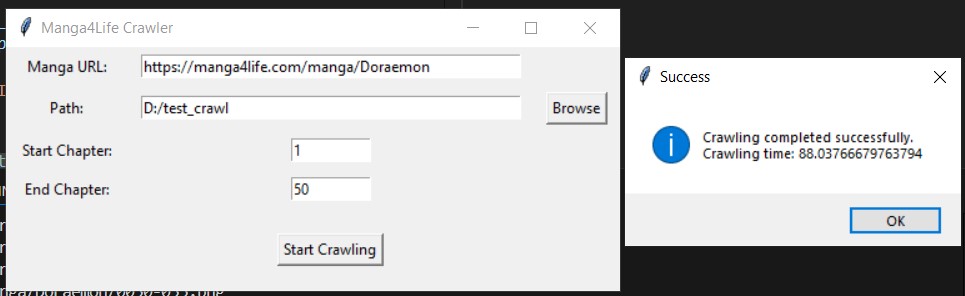 Manga4Life Crawler
Manga URL:
https://manga4life.com/manga/Doraemon
Path:
D:/test_crawl
Browse
Start Chapter:
1
End Chapter:
50
Start Crawling
Success
Crawling completed successfully.
Crawling time: 88.03766679763794
OK